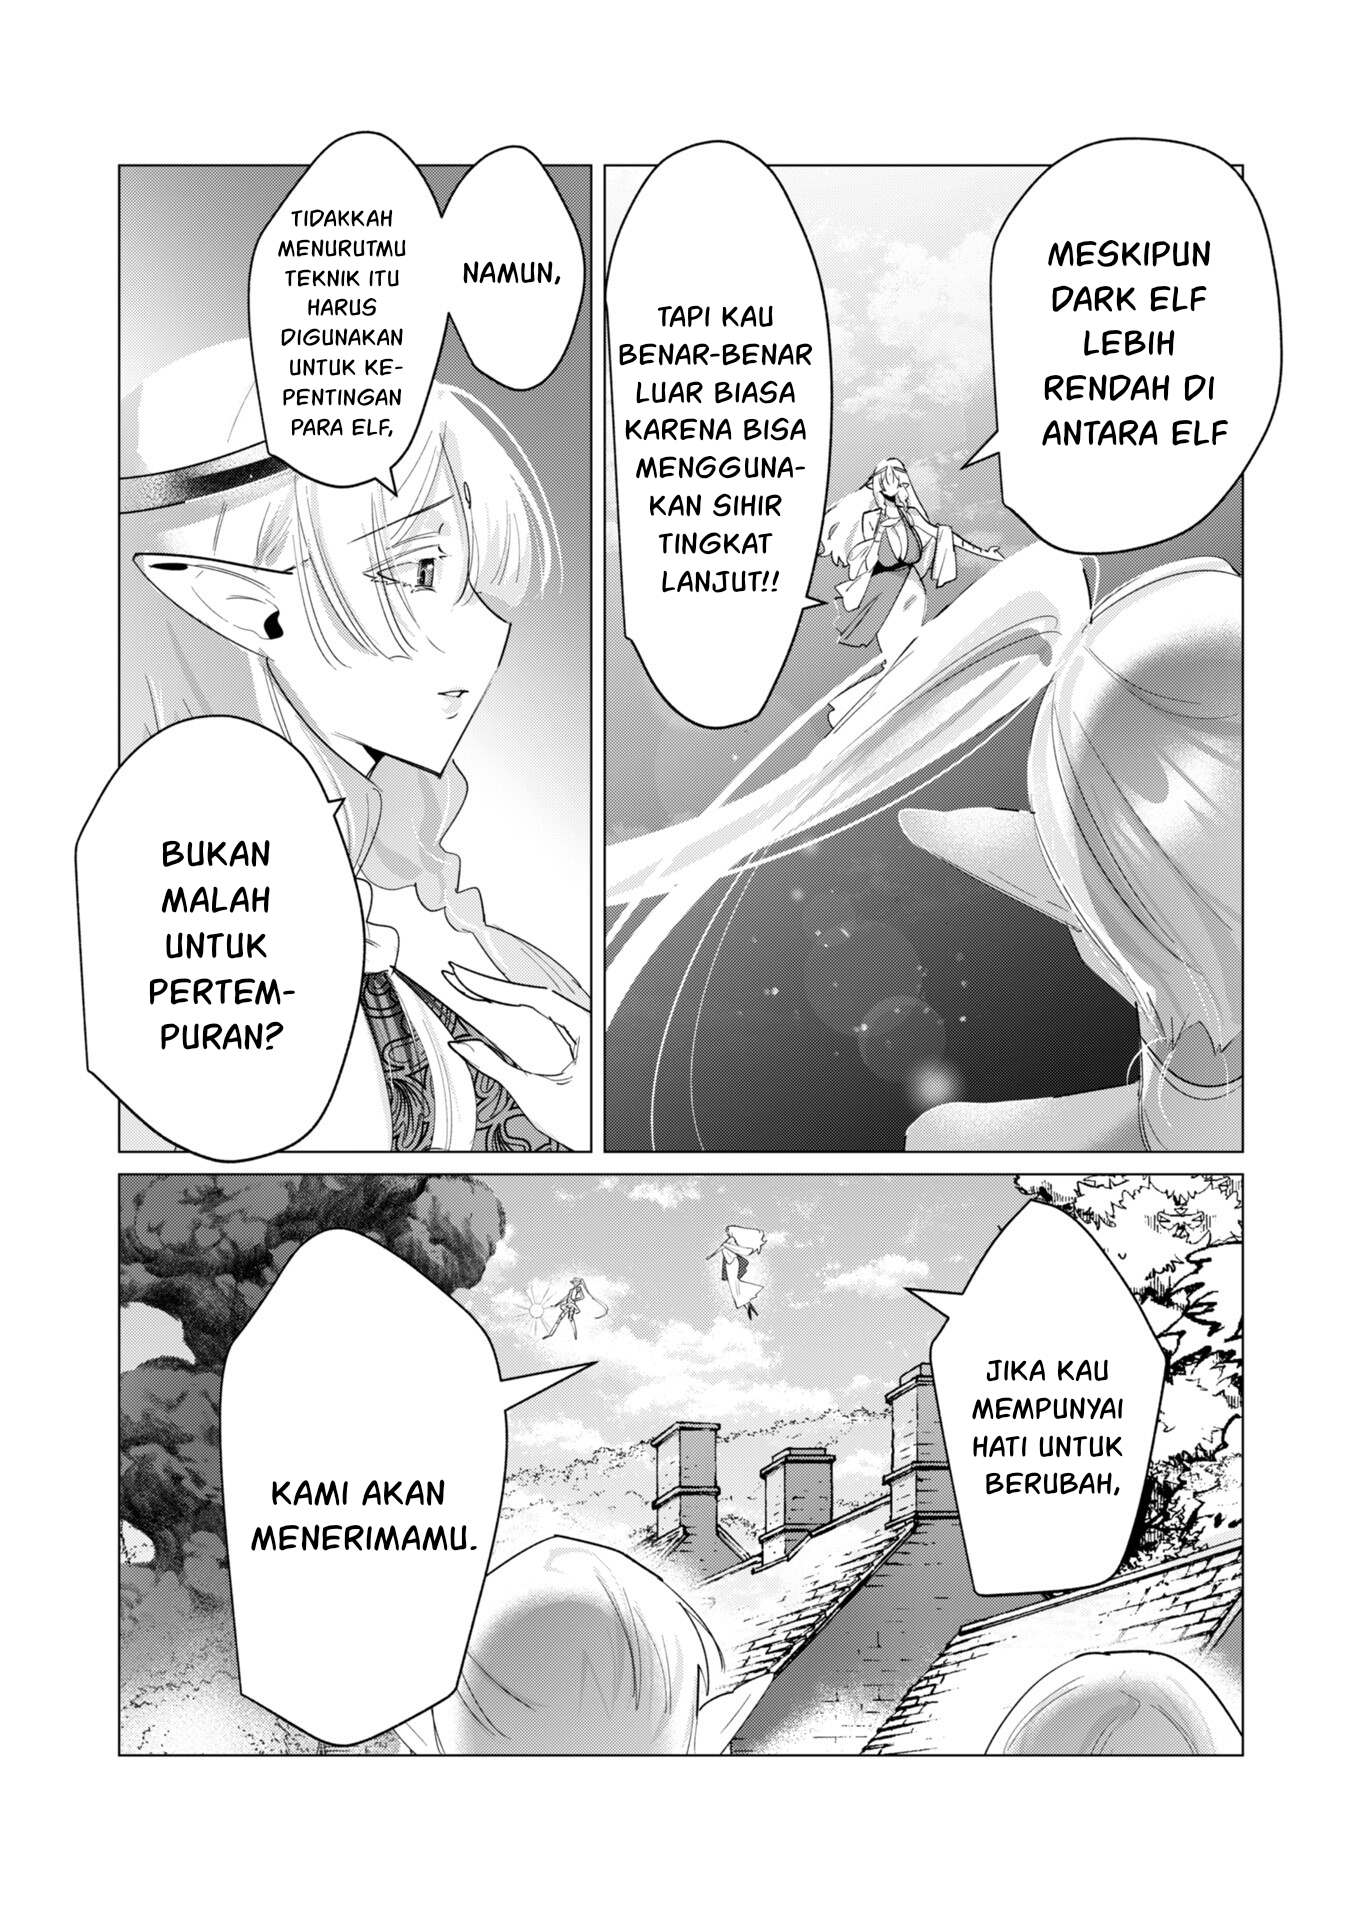 MESKIPUN
DARK ELF
LEBIH
RENDAH DI
ANTARA ELF
TAPI KAU
BENAR-BENAR
LUAR BIASA
KARENA BISA
MENGGUNA-
KAN SIHIR
TINGKAT
LANJUT!!
NAMUN,
TIDAKKAH
MENURUTMU
TEKNIK ITU
HARUS
DIGUNAKAN
UNTUK KE-
PENTINGAN
PARA ELF,
BUKAN
MALAH
UNTUK
PERTEM-
PURAN?
JIKA KAU
MEMPUNYAI
HATI UNTUK
BERUBAH,
KAMI AKAN
MENERIMAMU.